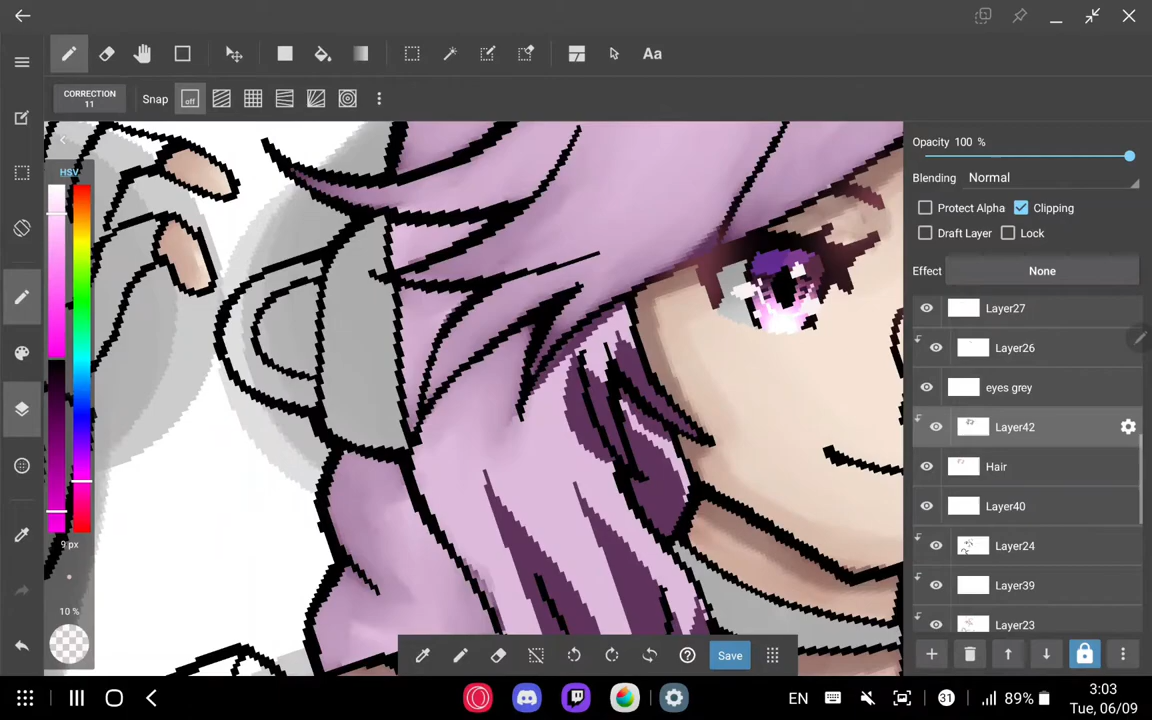 Aa
CORRECTION
11
Snap
off
HSV
9 px
10 %
Opacity 100 %
Blending
Normal
Protect Alpha
Clipping
Draft Layer
Lock
Effect
None
Layer27
Layer26
eyes grey
Layer42
Hair
Layer40
Layer24
Layer39
Layer23
Save
EN
31
89%
3:03
Tue, 06/09